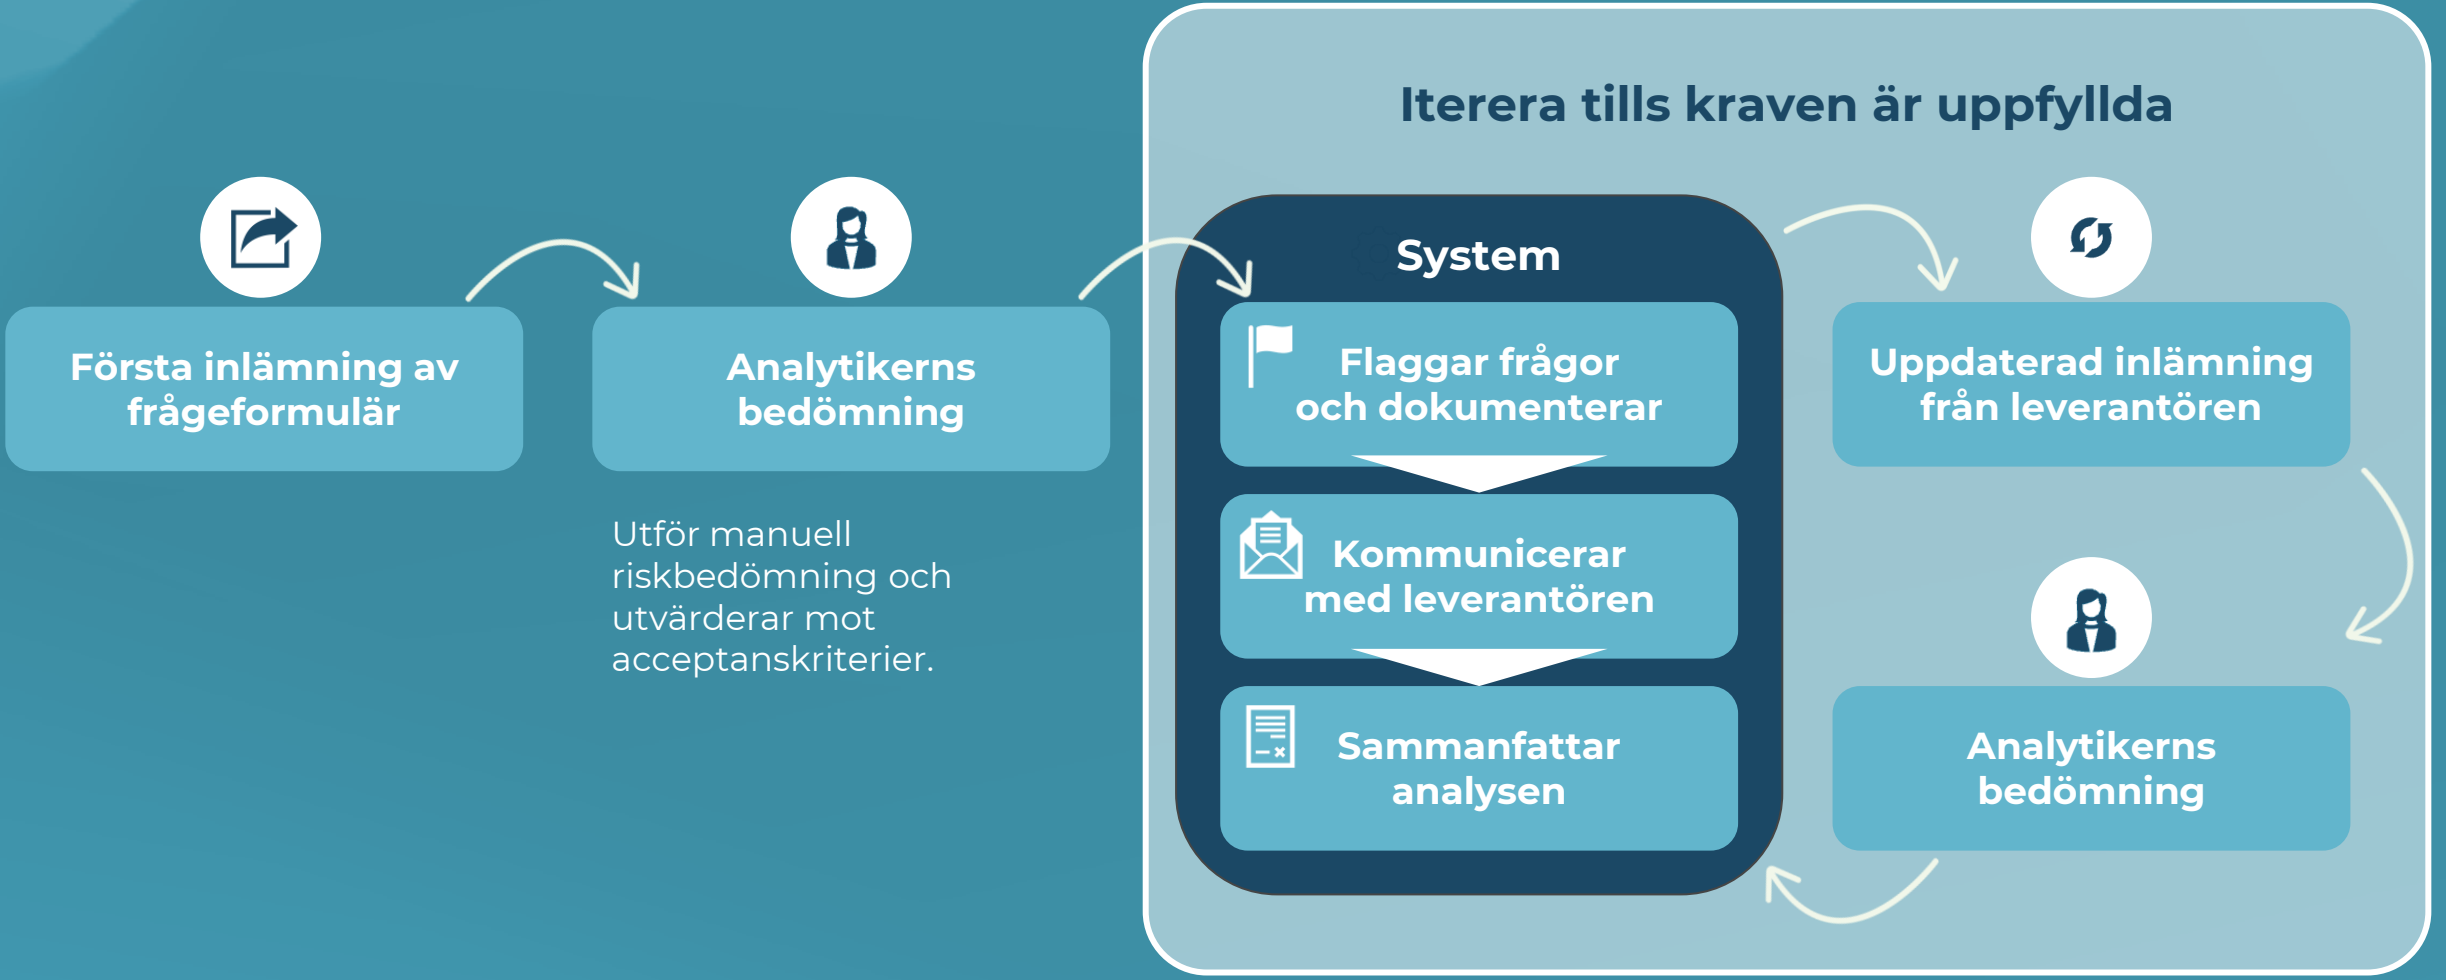 Iterera tills kraven är uppfyllda
Första inlämning av
frågeformulär
Analytikerns
bedömning
Utför manuell
riskbedömning och
utvärderar mot
acceptanskriterier.
System
Flaggar frågor
och dokumenterar
Kommunicerar
med leverantören
Sammanfattar
analysen
Uppdaterad inlämning
från leverantören
Analytikerns
bedömning